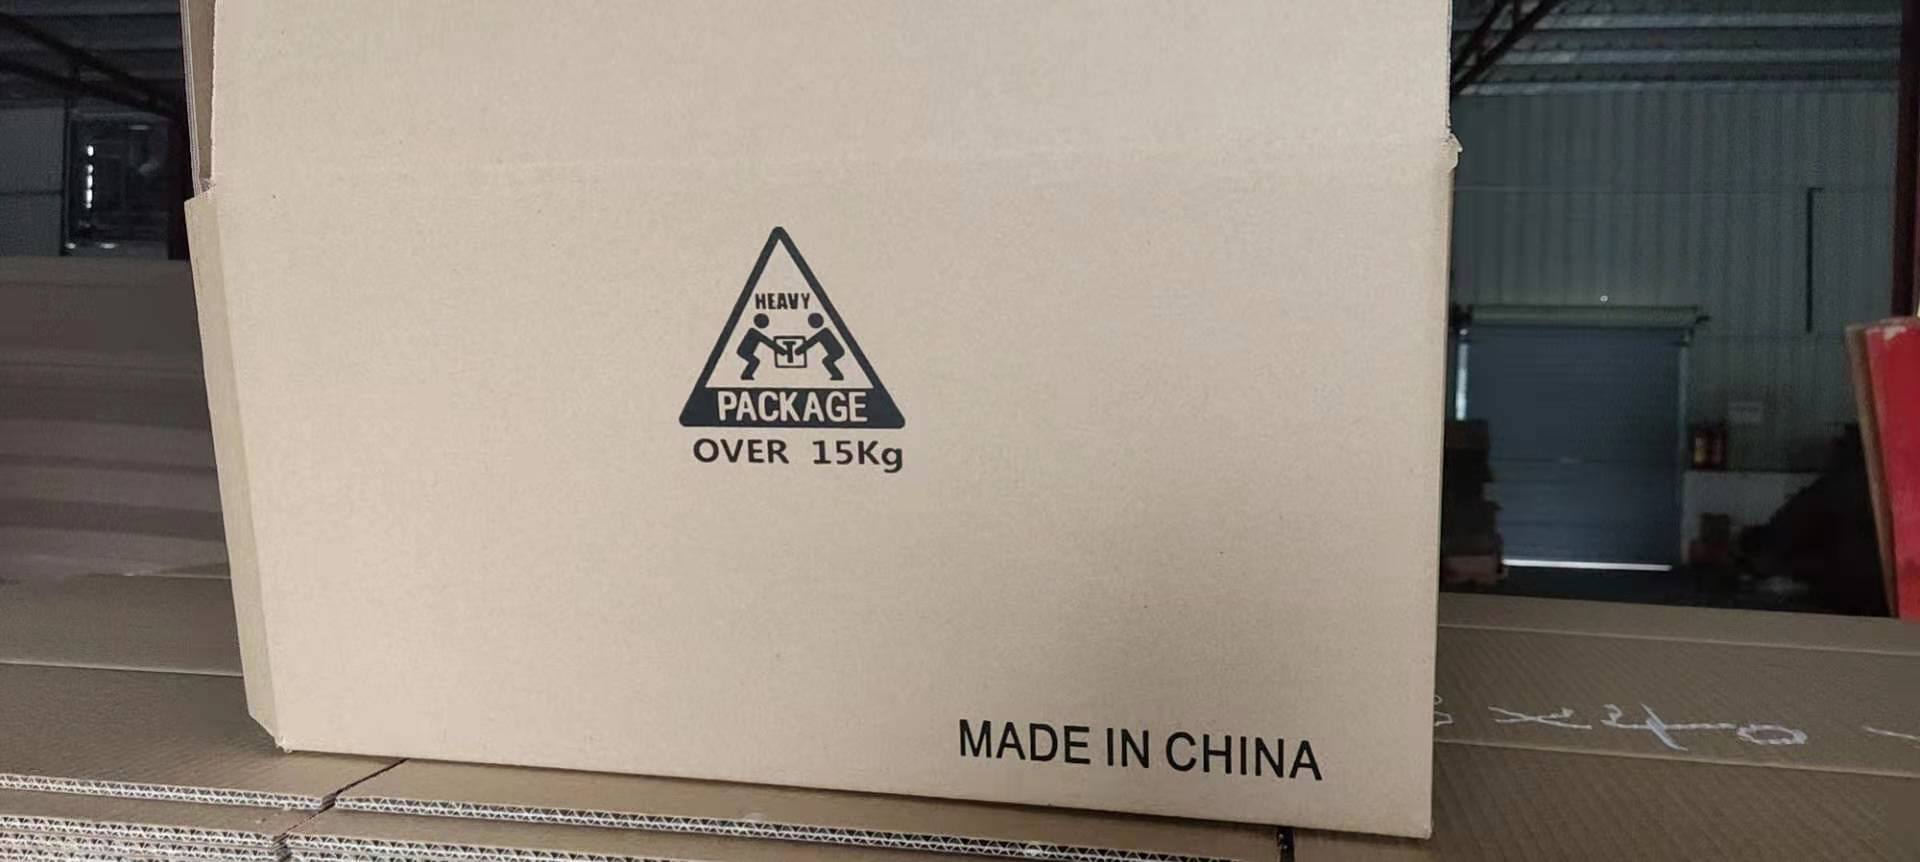 HEAVY
PACKAGE
OVER 15Kg
MADE IN CHINA